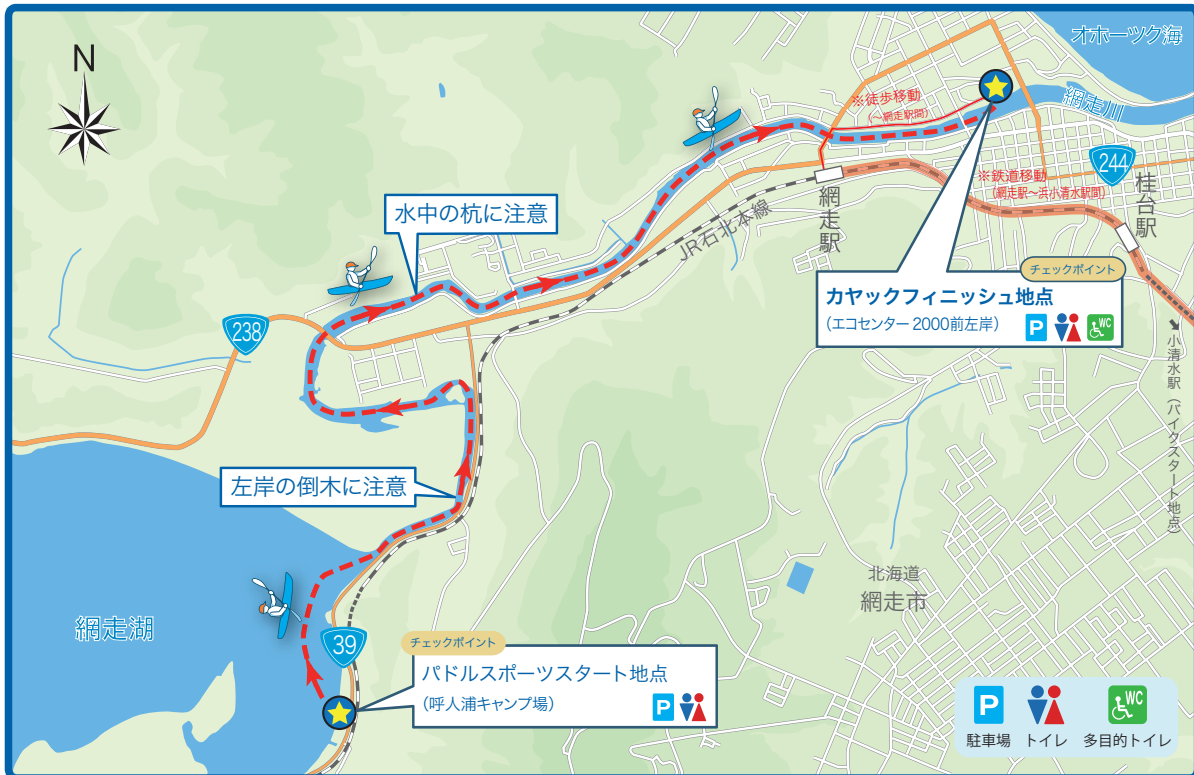 オホーツク海
N
網走川
※徒歩移動
(〜網走駅間)
244
※鉄道移動
(網走駅〜浜小清水駅間)
桂台駅
網走駅
JR石北本線
水中の杭に注意
チェックポイント
カヤックフィニッシュ地点
(エコセンター2000前左岸)
P
WC
238
小清水駅(バイクスタート地点)
左岸の倒木に注意
北海道
網走市
網走湖
39
チェックポイント
パドルスポーツスタート地点
(呼人浦キャンプ場)
P
P
WC
駐車場 トイレ 多目的トイレ